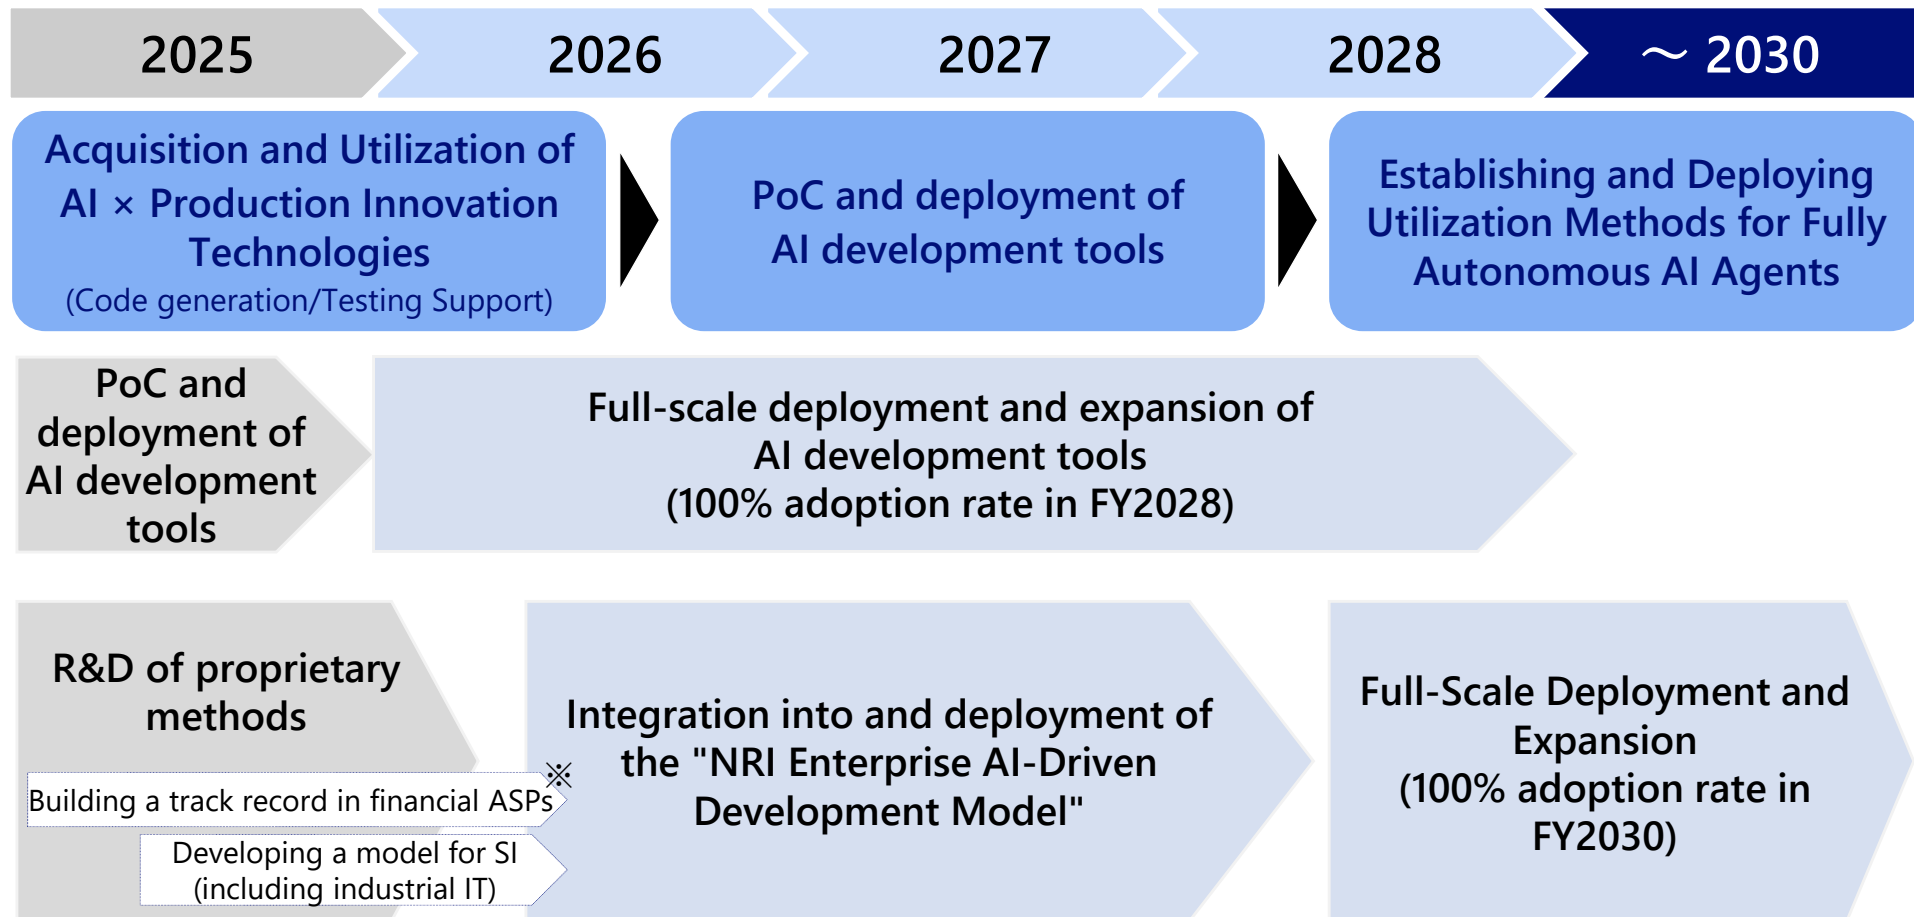 2025
2026
2027
2028
～ 2030
Acquisition and Utilization of
AI × Production Innovation
Technologies
(Code generation/Testing Support)
PoC and deployment of
AI development tools
Establishing and Deploying
Utilization Methods for Fully
Autonomous AI Agents
PoC and
deployment of
AI development
tools
Full-scale deployment and expansion of
AI development tools
(100% adoption rate in FY2028)
R&D of proprietary
methods
※
Building a track record in financial ASPs
Developing a model for SI
(including industrial IT)
Integration into and deployment of
the "NRI Enterprise AI-Driven
Development Model"
Full-Scale Deployment and
Expansion
(100% adoption rate in
FY2030)